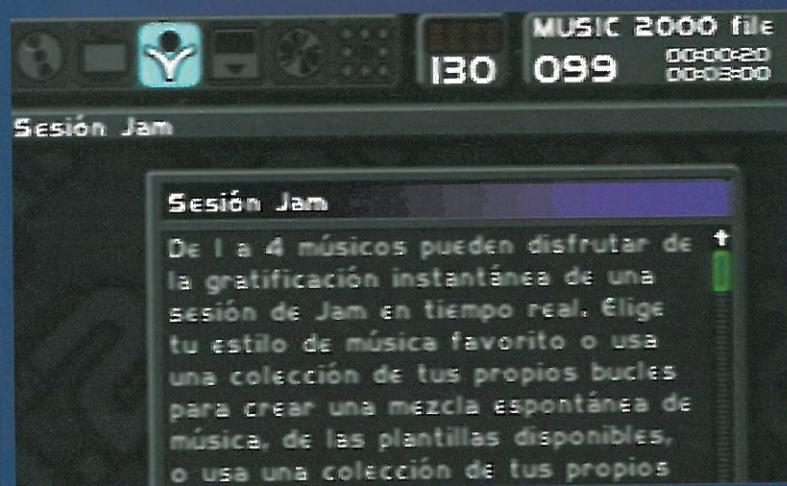 MUSIC 2000 file
130
099
00:00:20
00:03:00
Sesión Jam
Sesión Jam
De 1 a 4 músicos pueden disfrutar de
la gratificación instantánea de una
sesión de Jam en tiempo real. Elige
tu estilo de música favorito o usa
una colección de tus propios bucles
para crear una mezcla espontánea de
música, de las plantillas disponibles,
o usa una colección de tus propios